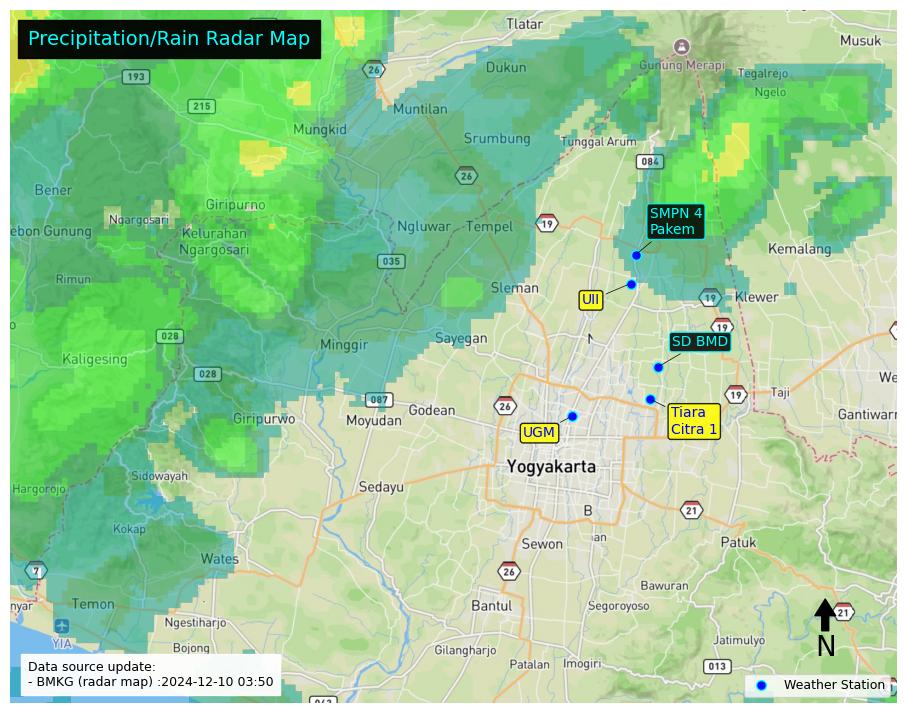 Precipitation/Rain Radar Map
Tlatar
Musuk
26
Dukun
Gunung Merapi
Tegalrejo
193
Ngelo
215
Muntilan
Mungkid
Srumbung
Tunggal Arum
084
26
Bener
Giripurno
SMPN 4
Pakem
Ngargosari
19
Ngluwar
Tempel
ebon Gunung
Kelurahan
Ngargosari
Kemalang
035
Rimun
Sleman
UII
19
Klewer
19
028
Sayegan
N
SD BMD
Minggir
Kaligesing
028
We
087
19
Taji
26
Godean
Tiara
Citra 1
Gantiwarn
Giripurwo
Moyudan
UGM
Yogyakarta
Sidowayah
Hargorojo
Sedayu
21
B
Kokap
an
Sewon
Patuk
Wates
7
26
Bawuran
nyar
Temon
Bantul
Segoroyoso
21
Ngestiharjo
YIA
N
Jatimulyo
Bojong
Gilangharjo
Patalan
Imogiri
013
Data source update:
- BMKG (radar map) :2024-12-10 03:50
Weather Station